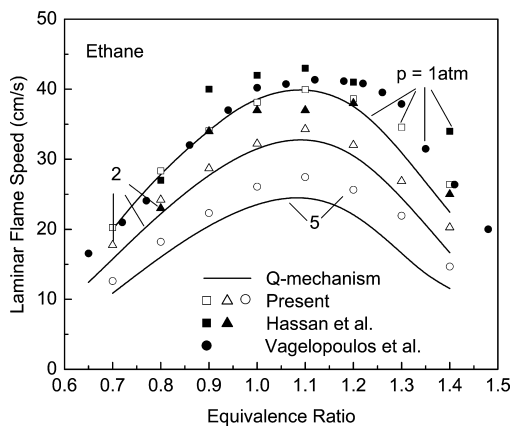 50
40
30
20
10
0
Laminar Flame Speed (cm/s)
Ethane
p = 1atm
2
5
Q-mechanism
Present
Hassan et al.
Vagelopoulos et al.
0.6 0.7 0.8 0.9 1.0 1.1 1.2 1.3 1.4 1.5
Equivalence Ratio